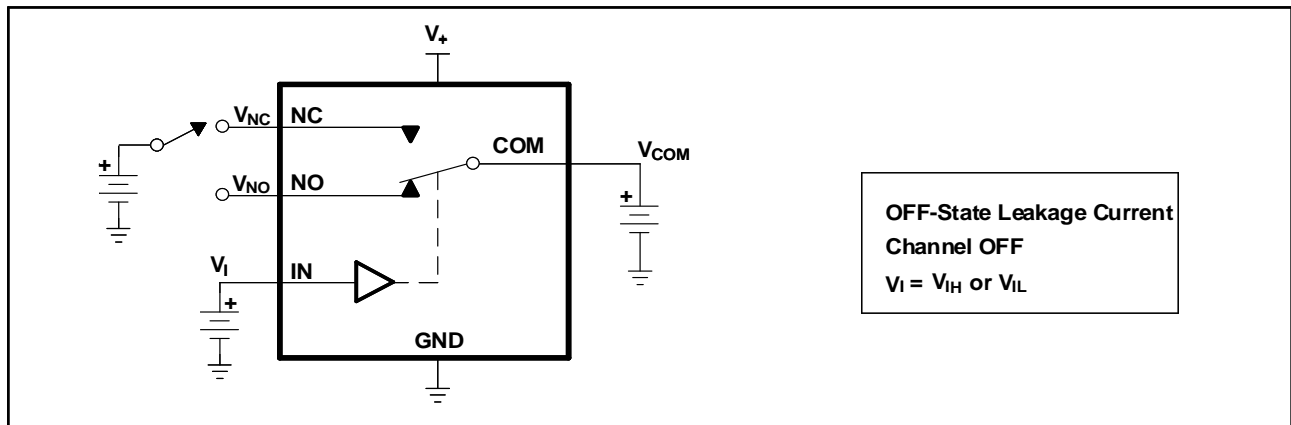 V+
VNC NC
COM
VCOM
VNO NO
VI IN
GND
+
+
+
OFF-State Leakage Current
Channel OFF
VI = VIH or VIL